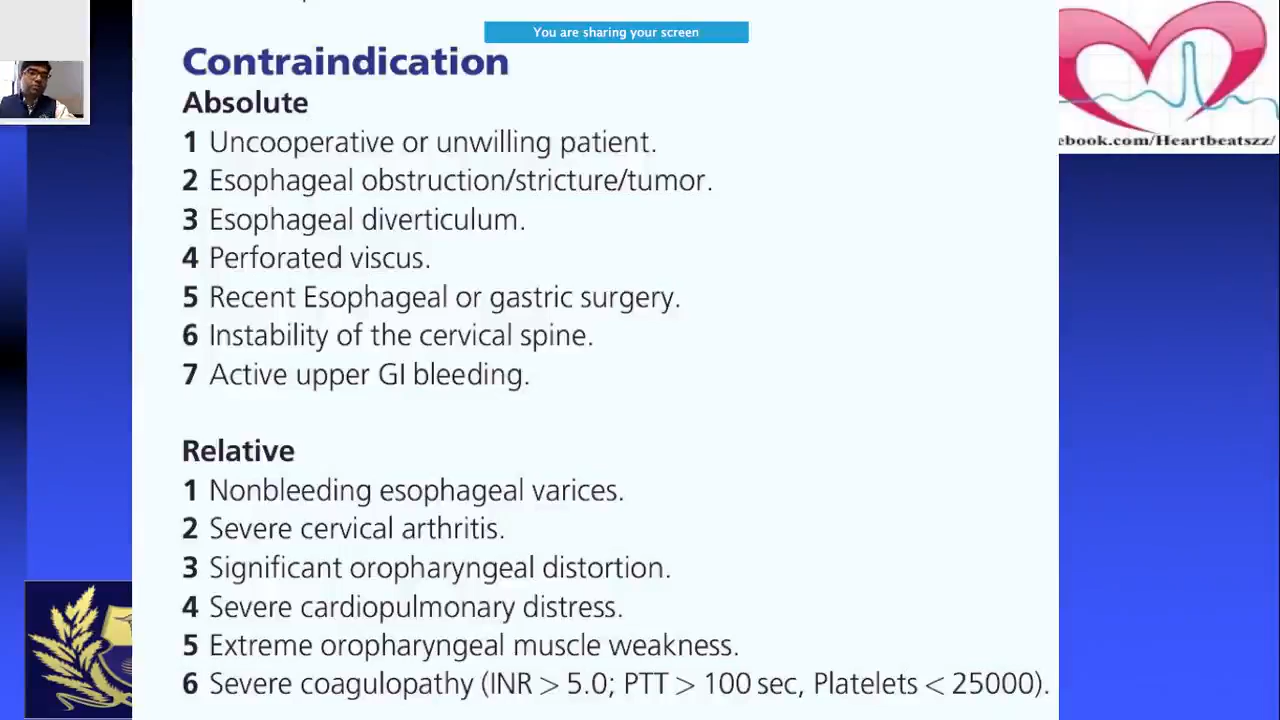 You are sharing your screen
Contraindication
Absolute
1 Uncooperative or unwilling patient.
2 Esophageal obstruction/stricture/tumor.
3 Esophageal diverticulum.
4 Perforated viscus.
5 Recent Esophageal or gastric surgery.
6 Instability of the cervical spine.
7 Active upper GI bleeding.
Relative
1 Nonbleeding esophageal varices.
2 Severe cervical arthritis.
3 Significant oropharyngeal distortion.
4 Severe cardiopulmonary distress.
5 Extreme oropharyngeal muscle weakness.
6 Severe coagulopathy (INR > 5.0; PTT > 100 sec, Platelets < 25000).
ebook.com/Heartbeatszz/